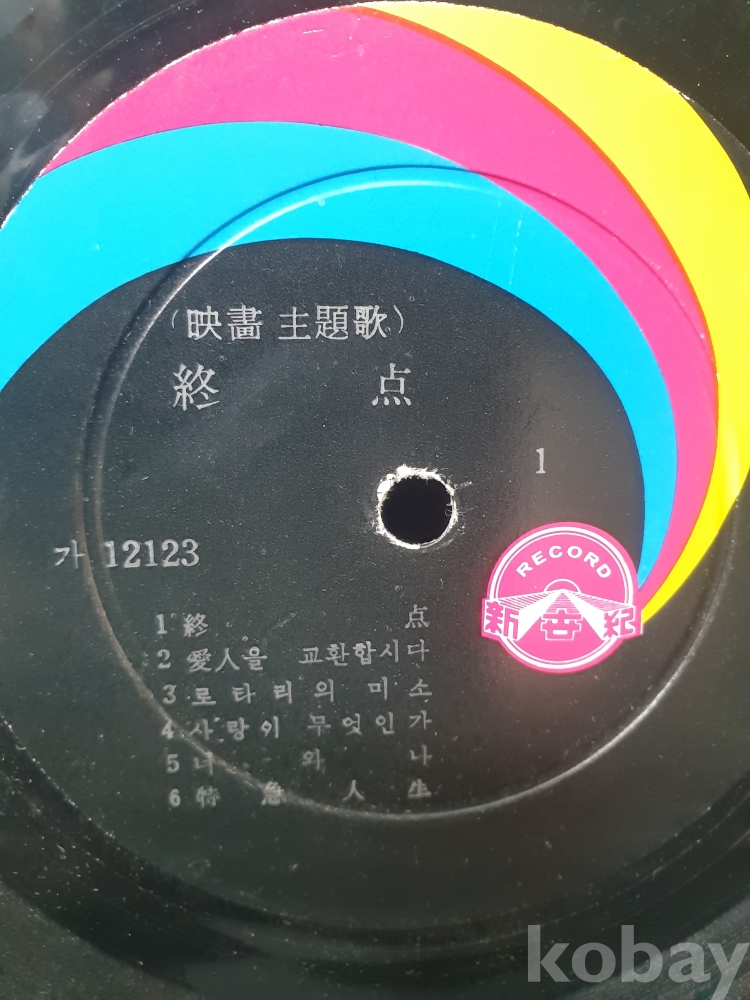 (映畵 主題歌)
終点
1
가 12123
RECORD
新世紀
1 終点
2 愛人을 교환합시다
3 로타리의 미소
4 사랑이 무엇인가
5 너와 나
6 特急人生
kobay